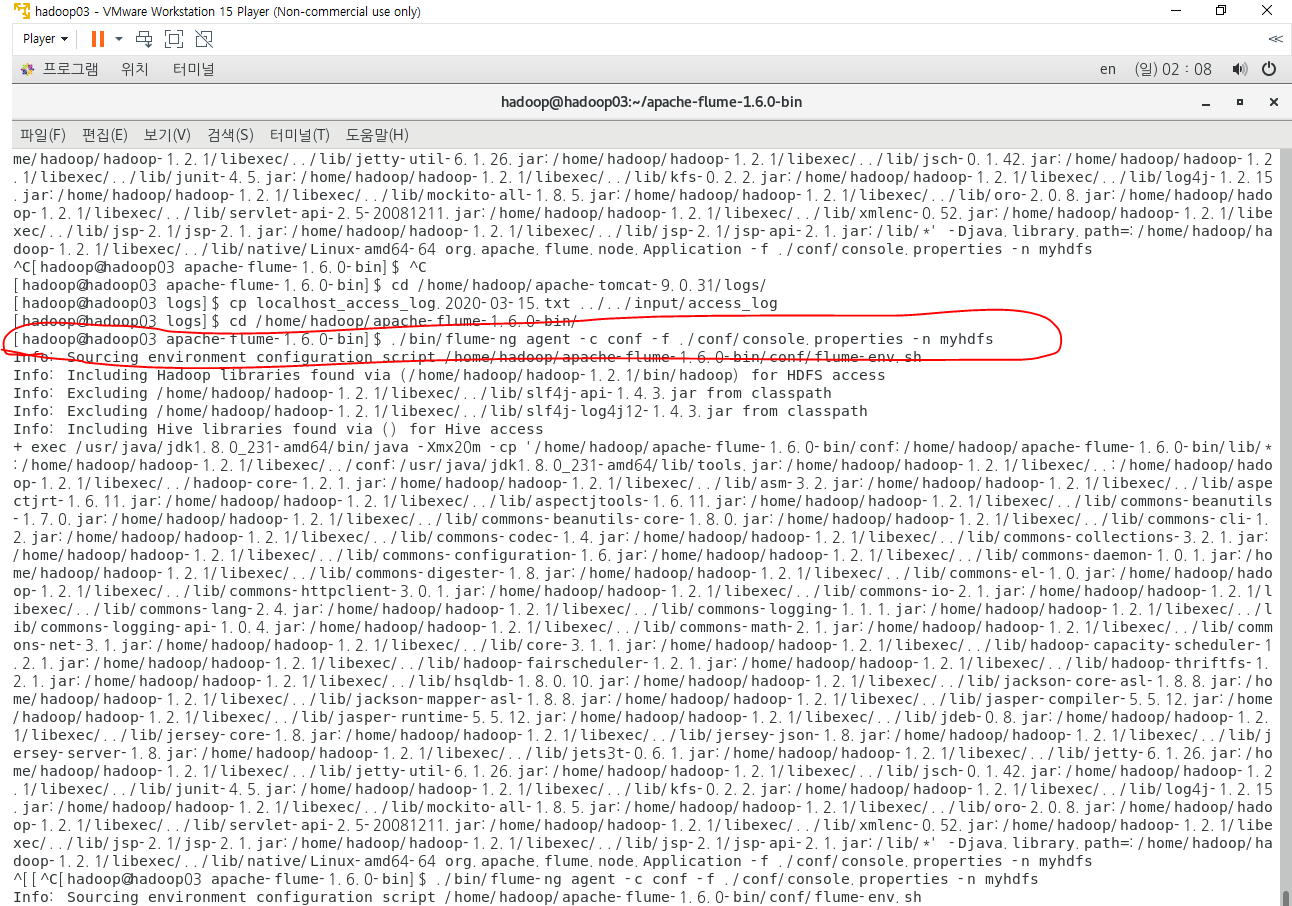 hadoop03 - VMware Workstation 15 Player (Non-commercial use only)
Player
프로그램 위치 터미널 en (일) 02 : 08
hadoop@hadoop03:~/apache-flume-1.6.0-bin
파일(F) 편집(E) 보기(V) 검색(S) 터미널(T) 도움말(H)
me/hadoop/hadoop-1.2.1/libexec/../lib/jetty-util-6.1.26.jar:/home/hadoop/hadoop-1.2.1/libexec/../lib/jsch-0.1.42.jar:/home/hadoop/hadoop-1.2
.1/libexec/../lib/junit-4.5.jar:/home/hadoop/hadoop-1.2.1/libexec/../lib/kfs-0.2.2.jar:/home/hadoop/hadoop-1.2.1/libexec/../lib/log4j-1.2.15
.jar:/home/hadoop/hadoop-1.2.1/libexec/../lib/mockito-all-1.8.5.jar:/home/hadoop/hadoop-1.2.1/libexec/../lib/oro-2.0.8.jar:/home/hadoop/hado
op-1.2.1/libexec/../lib/servlet-api-2.5-20081211.jar:/home/hadoop/hadoop-1.2.1/libexec/../lib/xmlenc-0.52.jar:/home/hadoop/hadoop-1.2.1/libe
xec/../lib/jsp-2.1/jsp-2.1.jar:/home/hadoop/hadoop-1.2.1/libexec/../lib/jsp-2.1/jsp-api-2.1.jar:/lib/*' -Djava.library.path=:/home/hadoop/ha
doop-1.2.1/libexec/../lib/native/Linux-amd64-64 org.apache.flume.node.Application -f ./conf/console.properties -n myhdfs
^C[hadoop@hadoop03 apache-flume-1.6.0-bin]$ ^C
[hadoop@hadoop03 apache-flume-1.6.0-bin]$ cd /home/hadoop/apache-tomcat-9.0.31/logs/
[hadoop@hadoop03 logs]$ cp localhost_access_log.2020-03-15.txt ../../input/access_log
[hadoop@hadoop03 logs]$ cd /home/hadoop/apache-flume-1.6.0-bin/
[hadoop@hadoop03 apache-flume-1.6.0-bin]$ ./bin/flume-ng agent -c conf -f ./conf/console.properties -n myhdfs
Info: Sourcing environment configuration script /home/hadoop/apache-flume-1.6.0-bin/conf/flume-env.sh
Info: Including Hadoop libraries found via (/home/hadoop/hadoop-1.2.1/bin/hadoop) for HDFS access
Info: Excluding /home/hadoop/hadoop-1.2.1/libexec/../lib/slf4j-api-1.4.3.jar from classpath
Info: Excluding /home/hadoop/hadoop-1.2.1/libexec/../lib/slf4j-log4j12-1.4.3.jar from classpath
Info: Including Hive libraries found via () for Hive access
+ exec /usr/java/jdk1.8.0_231-amd64/bin/java -Xmx20m -cp '/home/hadoop/apache-flume-1.6.0-bin/conf:/home/hadoop/apache-flume-1.6.0-bin/lib/*
:/home/hadoop/hadoop-1.2.1/libexec/../conf:/usr/java/jdk1.8.0_231-amd64/lib/tools.jar:/home/hadoop/hadoop-1.2.1/libexec/..:/home/hadoop/hado
op-1.2.1/libexec/../hadoop-core-1.2.1.jar:/home/hadoop/hadoop-1.2.1/libexec/../lib/asm-3.2.jar:/home/hadoop/hadoop-1.2.1/libexec/../lib/aspe
ctjrt-1.6.11.jar:/home/hadoop/hadoop-1.2.1/libexec/../lib/aspectjtools-1.6.11.jar:/home/hadoop/hadoop-1.2.1/libexec/../lib/commons-beanutils
-1.7.0.jar:/home/hadoop/hadoop-1.2.1/libexec/../lib/commons-beanutils-core-1.8.0.jar:/home/hadoop/hadoop-1.2.1/libexec/../lib/commons-cli-1.
2.jar:/home/hadoop/hadoop-1.2.1/libexec/../lib/commons-codec-1.4.jar:/home/hadoop/hadoop-1.2.1/libexec/../lib/commons-collections-3.2.1.jar:
/home/hadoop/hadoop-1.2.1/libexec/../lib/commons-configuration-1.6.jar:/home/hadoop/hadoop-1.2.1/libexec/../lib/commons-daemon-1.0.1.jar:/ho
me/hadoop/hadoop-1.2.1/libexec/../lib/commons-digester-1.8.jar:/home/hadoop/hadoop-1.2.1/libexec/../lib/commons-el-1.0.jar:/home/hadoop/hado
op-1.2.1/libexec/../lib/commons-httpclient-3.0.1.jar:/home/hadoop/hadoop-1.2.1/libexec/../lib/commons-io-2.1.jar:/home/hadoop/hadoop-1.2.1/l
ibexec/../lib/commons-lang-2.4.jar:/home/hadoop/hadoop-1.2.1/libexec/../lib/commons-logging-1.1.1.jar:/home/hadoop/hadoop-1.2.1/libexec/../l
ib/commons-logging-api-1.0.4.jar:/home/hadoop/hadoop-1.2.1/libexec/../lib/commons-math-2.1.jar:/home/hadoop/hadoop-1.2.1/libexec/../lib/comm
ons-net-3.1.jar:/home/hadoop/hadoop-1.2.1/libexec/../lib/core-3.1.1.jar:/home/hadoop/hadoop-1.2.1/libexec/../lib/hadoop-capacity-scheduler-1
.2.1.jar:/home/hadoop/hadoop-1.2.1/libexec/../lib/hadoop-fairscheduler-1.2.1.jar:/home/hadoop/hadoop-1.2.1/libexec/../lib/hadoop-thriftfs-1.
2.1.jar:/home/hadoop/hadoop-1.2.1/libexec/../lib/hsqldb-1.8.0.10.jar:/home/hadoop/hadoop-1.2.1/libexec/../lib/jackson-core-asl-1.8.8.jar:/ho
me/hadoop/hadoop-1.2.1/libexec/../lib/jackson-mapper-asl-1.8.8.jar:/home/hadoop/hadoop-1.2.1/libexec/../lib/jasper-compiler-5.5.12.jar:/home
/hadoop/hadoop-1.2.1/libexec/../lib/jasper-runtime-5.5.12.jar:/home/hadoop/hadoop-1.2.1/libexec/../lib/jdeb-0.8.jar:/home/hadoop/hadoop-1.2.
1/libexec/../lib/jersey-core-1.8.jar:/home/hadoop/hadoop-1.2.1/libexec/../lib/jersey-json-1.8.jar:/home/hadoop/hadoop-1.2.1/libexec/../lib/j
ersey-server-1.8.jar:/home/hadoop/hadoop-1.2.1/libexec/../lib/jets3t-0.6.1.jar:/home/hadoop/hadoop-1.2.1/libexec/../lib/jetty-6.1.26.jar:/ho
me/hadoop/hadoop-1.2.1/libexec/../lib/jetty-util-6.1.26.jar:/home/hadoop/hadoop-1.2.1/libexec/../lib/jsch-0.1.42.jar:/home/hadoop/hadoop-1.2
.1/libexec/../lib/junit-4.5.jar:/home/hadoop/hadoop-1.2.1/libexec/../lib/kfs-0.2.2.jar:/home/hadoop/hadoop-1.2.1/libexec/../lib/log4j-1.2.15
.jar:/home/hadoop/hadoop-1.2.1/libexec/../lib/mockito-all-1.8.5.jar:/home/hadoop/hadoop-1.2.1/libexec/../lib/oro-2.0.8.jar:/home/hadoop/hado
op-1.2.1/libexec/../lib/servlet-api-2.5-20081211.jar:/home/hadoop/hadoop-1.2.1/libexec/../lib/xmlenc-0.52.jar:/home/hadoop/hadoop-1.2.1/libe
xec/../lib/jsp-2.1/jsp-2.1.jar:/home/hadoop/hadoop-1.2.1/libexec/../lib/jsp-2.1/jsp-api-2.1.jar:/lib/*' -Djava.library.path=:/home/hadoop/ha
doop-1.2.1/libexec/../lib/native/Linux-amd64-64 org.apache.flume.node.Application -f ./conf/console.properties -n myhdfs
^[[^C[hadoop@hadoop03 apache-flume-1.6.0-bin]$ ./bin/flume-ng agent -c conf -f ./conf/console.properties -n myhdfs
Info: Sourcing environment configuration script /home/hadoop/apache-flume-1.6.0-bin/conf/flume-env.sh